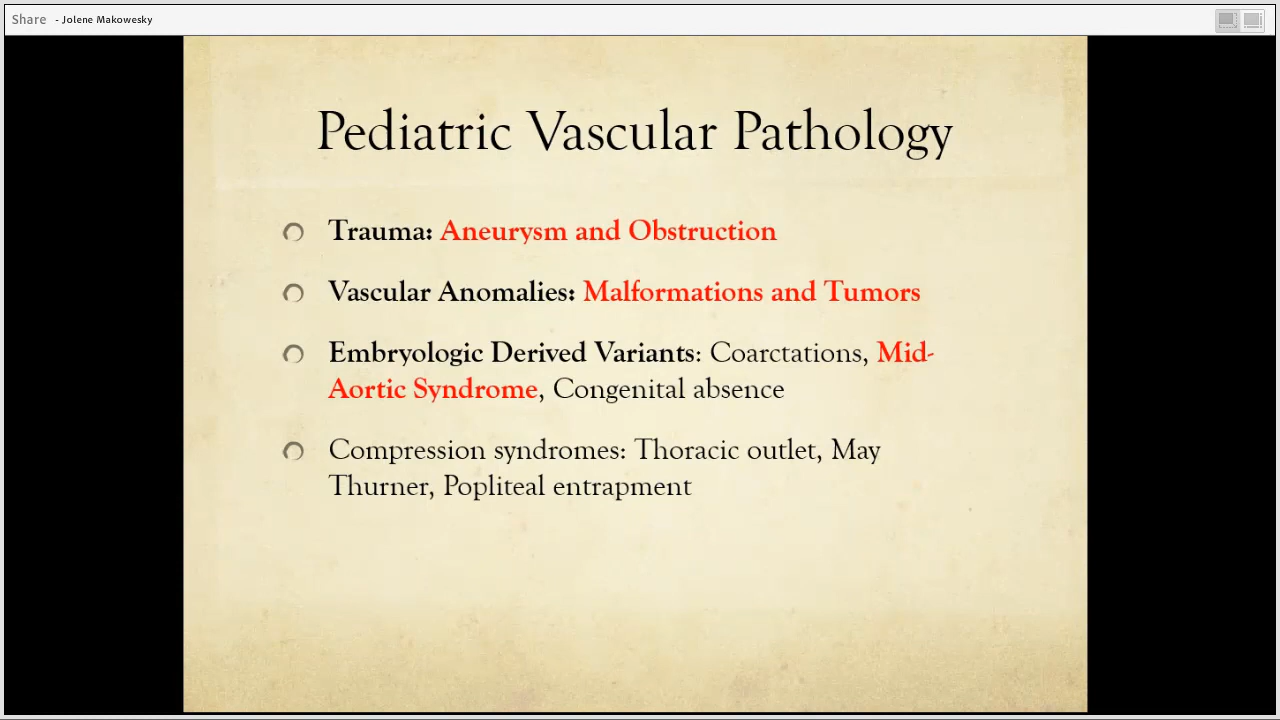 Share - Jolene Makowesky
Pediatric Vascular Pathology
Trauma: Aneurysm and Obstruction
Vascular Anomalies: Malformations and Tumors
Embryologic Derived Variants: Coarctations, Mid-
Aortic Syndrome, Congenital absence
Compression syndromes: Thoracic outlet, May
Thurner, Popliteal entrapment